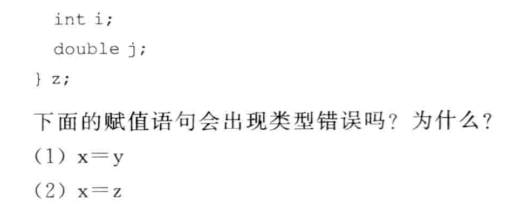 int i;
double j;
} z;
下面的赋值语句会出现类型错误吗？为什么？
(1) x=y
(2) x=z